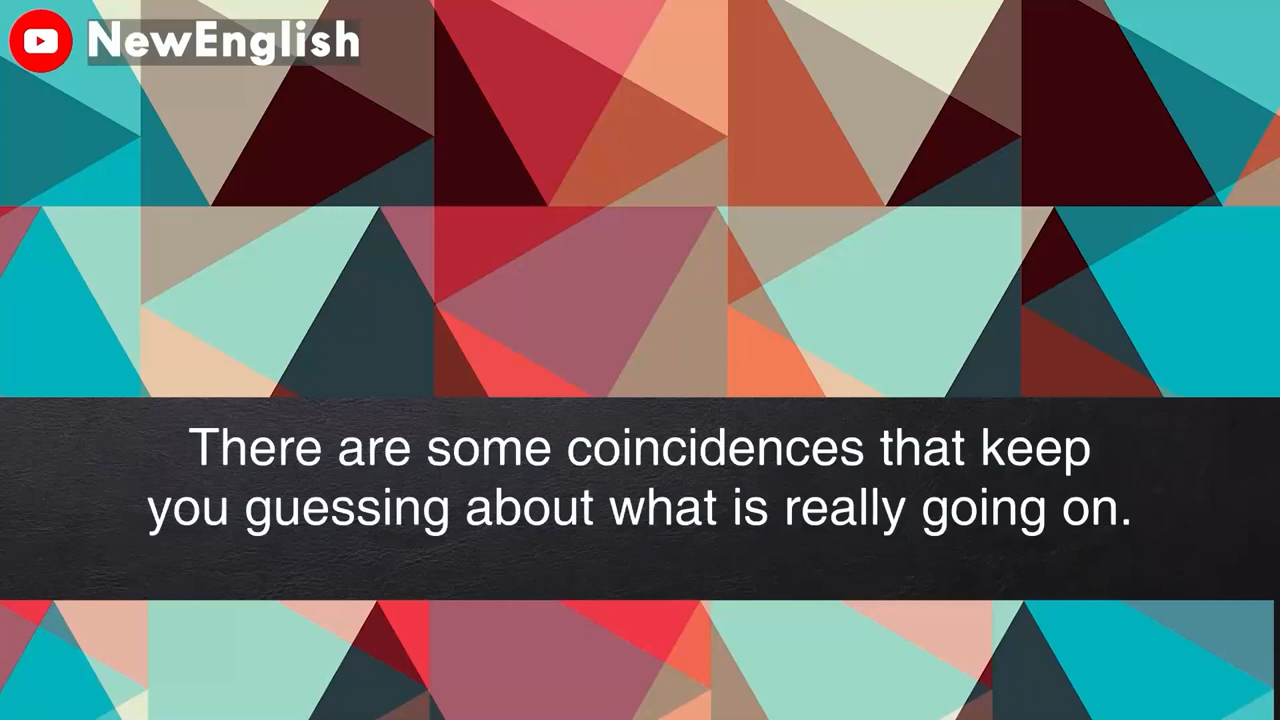 NewEnglish
There are some coincidences that keep
you guessing about what is really going on.